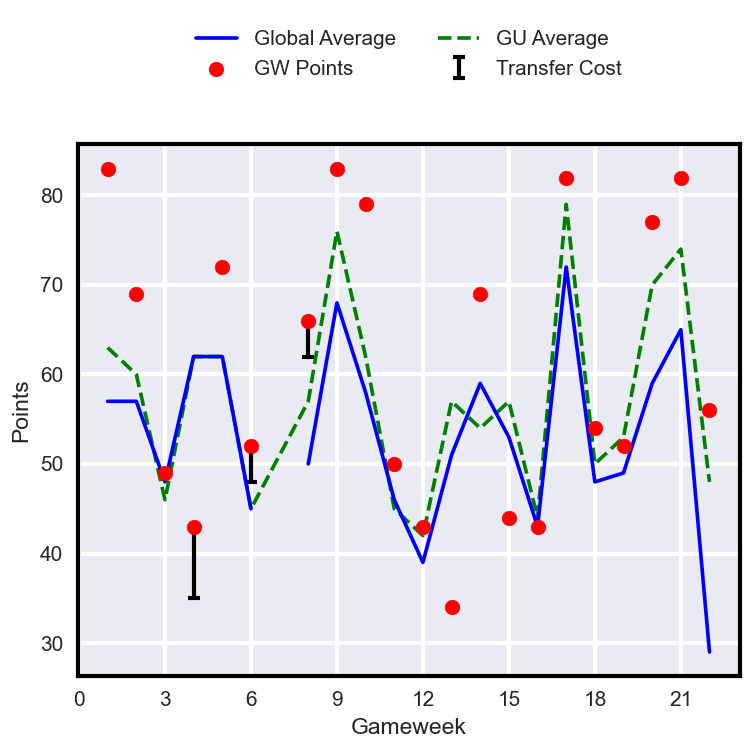 Global Average
GU Average
GW Points
Transfer Cost
80
70
60
50
40
30
Points
0 3 6 9 12 15 18 21
Gameweek